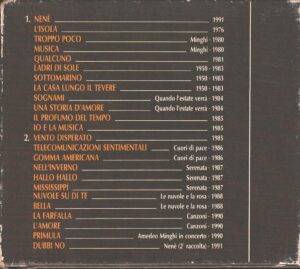 1. NENÈ 1991
L'ISOLA 1976
TROPPO POCO Minghi - 1980
MUSICA Minghi - 1980
QUALCUNO 1981
LADRI DI SOLE 1950 - 1983
SOTTOMARINO 1950 - 1983
LA CASA LUNGO IL TEVERE 1950 - 1983
SOGNAMI Quando l'estate verrà - 1984
UNA STORIA D'AMORE Quando l'estate verrà - 1984
IL PROFUMO DEL TEMPO 1985
IO E LA MUSICA 1985
2. VENTO DISPERATO 1985
TELECOMUNICAZIONI SENTIMENTALI Cuori di pace - 1986
GOMMA AMERICANA Cuori di pace - 1986
NELL'INVERNO Serenata - 1987
HALLO HALLO Serenata - 1987
MISSISSIPPI Serenata - 1987
NUVOLE SU DI TE Le nuvole e la rosa - 1988
BELLA Le nuvole e la rosa - 1988
LA FARFALLA Canzoni - 1990
L'AMORE Canzoni - 1990
PRIMULA Amedeo Minghi in concerto - 1990
DUBBI NO Nenè (2ª raccolta) - 1991